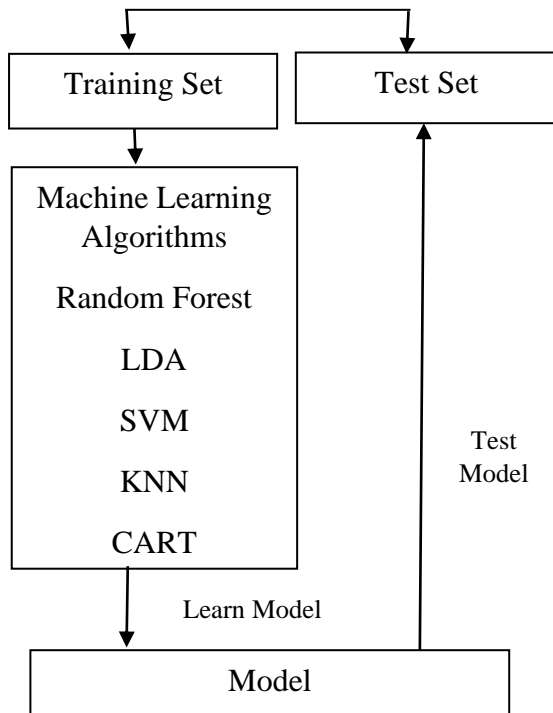 Training Set
Test Set
Machine Learning
Algorithms
Random Forest
LDA
SVM
KNN
CART
Test
Model
Learn Model
Model